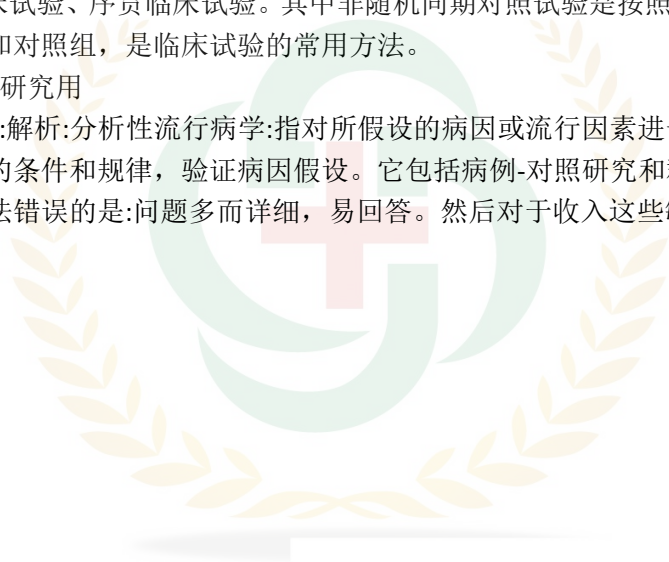 床试验、序贯临床试验。其中非随机同期对照试验是按照
和对照组，是临床试验的常用方法。
研究用
:解析:分析性流行病学:指对所假设的病因或流行因素进一
的条件和规律，验证病因假设。它包括病例-对照研究和
法错误的是:问题多而详细，易回答。然后对于收入这些